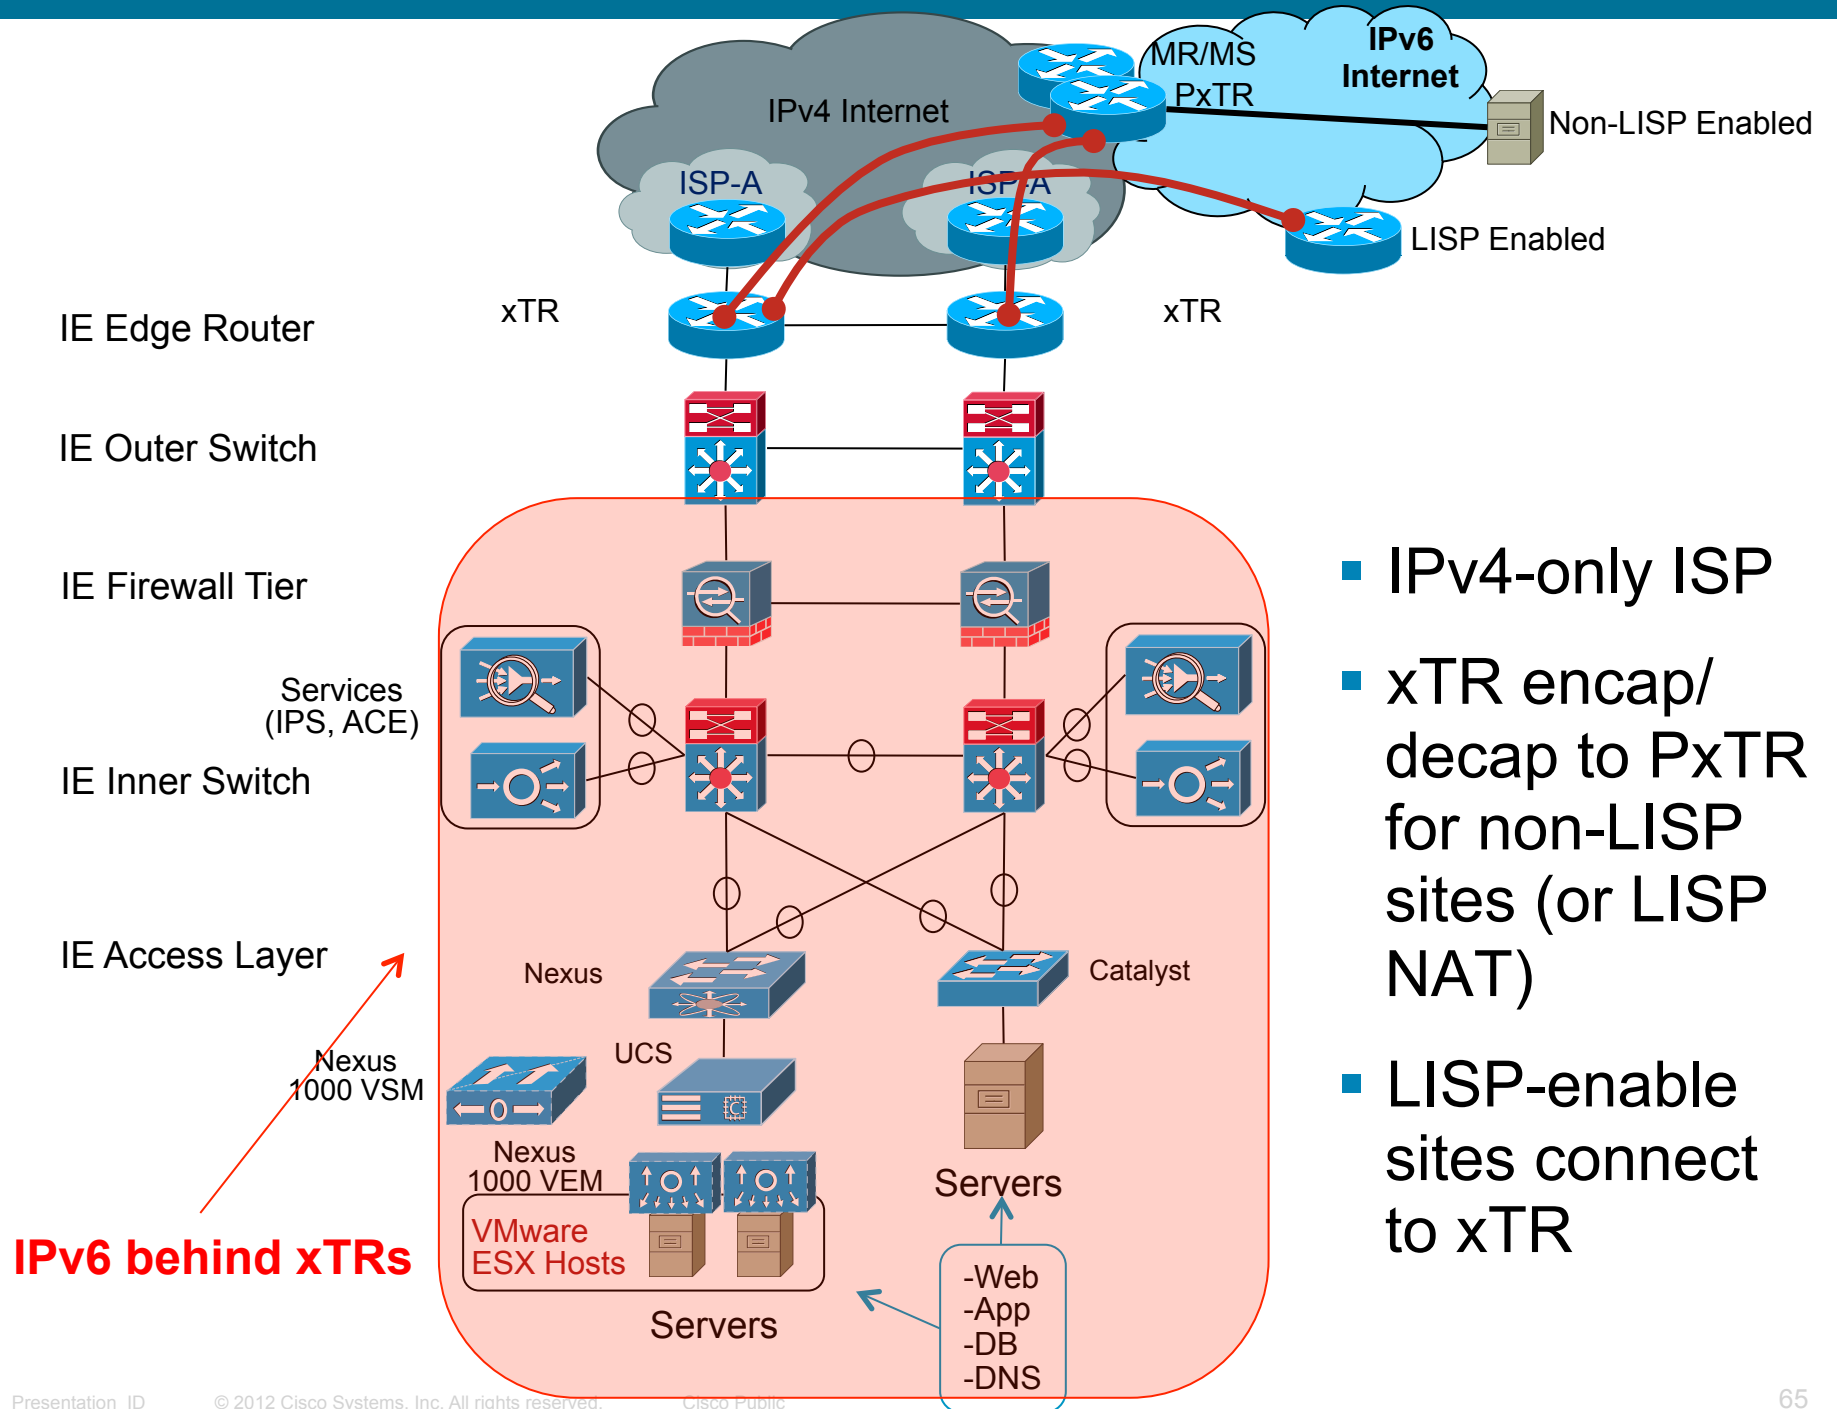 MR/MS
PxTR
IPv6
Internet
IPv4 Internet
Non-LISP Enabled
ISP-A
ISP-A
LISP Enabled
xTR
xTR
IE Edge Router
IE Outer Switch
IE Firewall Tier
Services
(IPS, ACE)
IE Inner Switch
IE Access Layer
Nexus
Catalyst
Nexus
1000 VSM
UCS
Nexus
1000 VEM
Servers
VMware
ESX Hosts
Servers
-Web
-App
-DB
-DNS
IPv6 behind xTRs
IPv4-only ISP
xTR encap/
decap to PxTR
for non-LISP
sites (or LISP
NAT)
LISP-enable
sites connect
to xTR
Presentation_ID
© 2012 Cisco Systems, Inc. All rights reserved.
Cisco Public
65